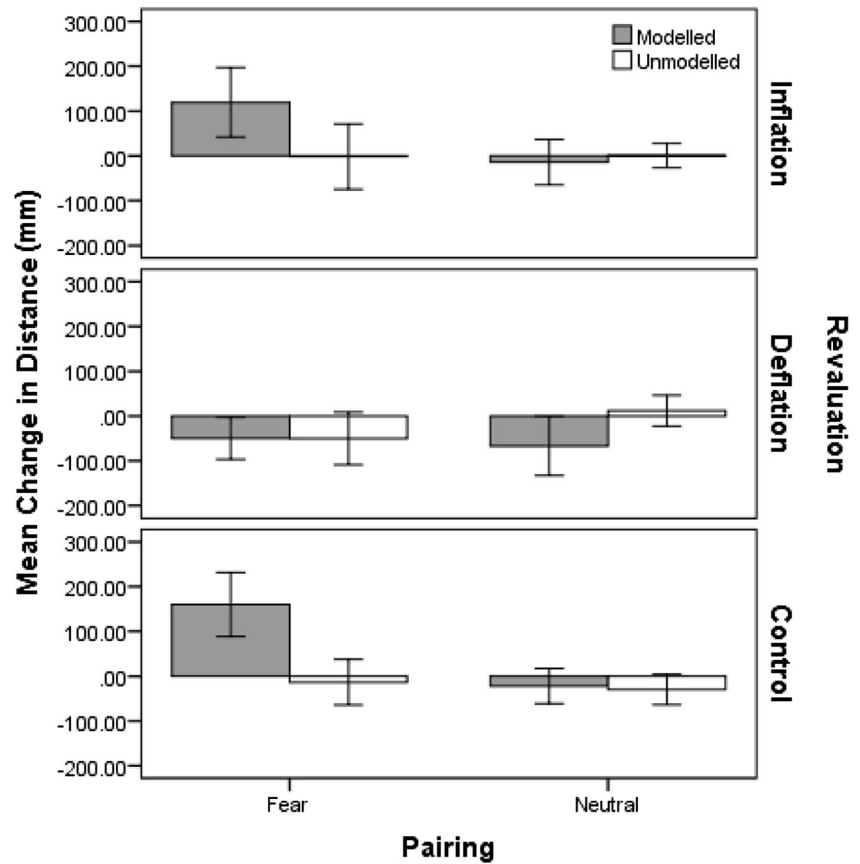 300.00
200.00
100.00
.00
-100.00
-200.00
Modelled
Unmodelled
Inflation
300.00
200.00
100.00
.00
-100.00
-200.00
Deflation
300.00
200.00
100.00
.00
-100.00
-200.00
Control
Mean Change in Distance (mm)
Revaluation
Fear
Neutral
Pairing